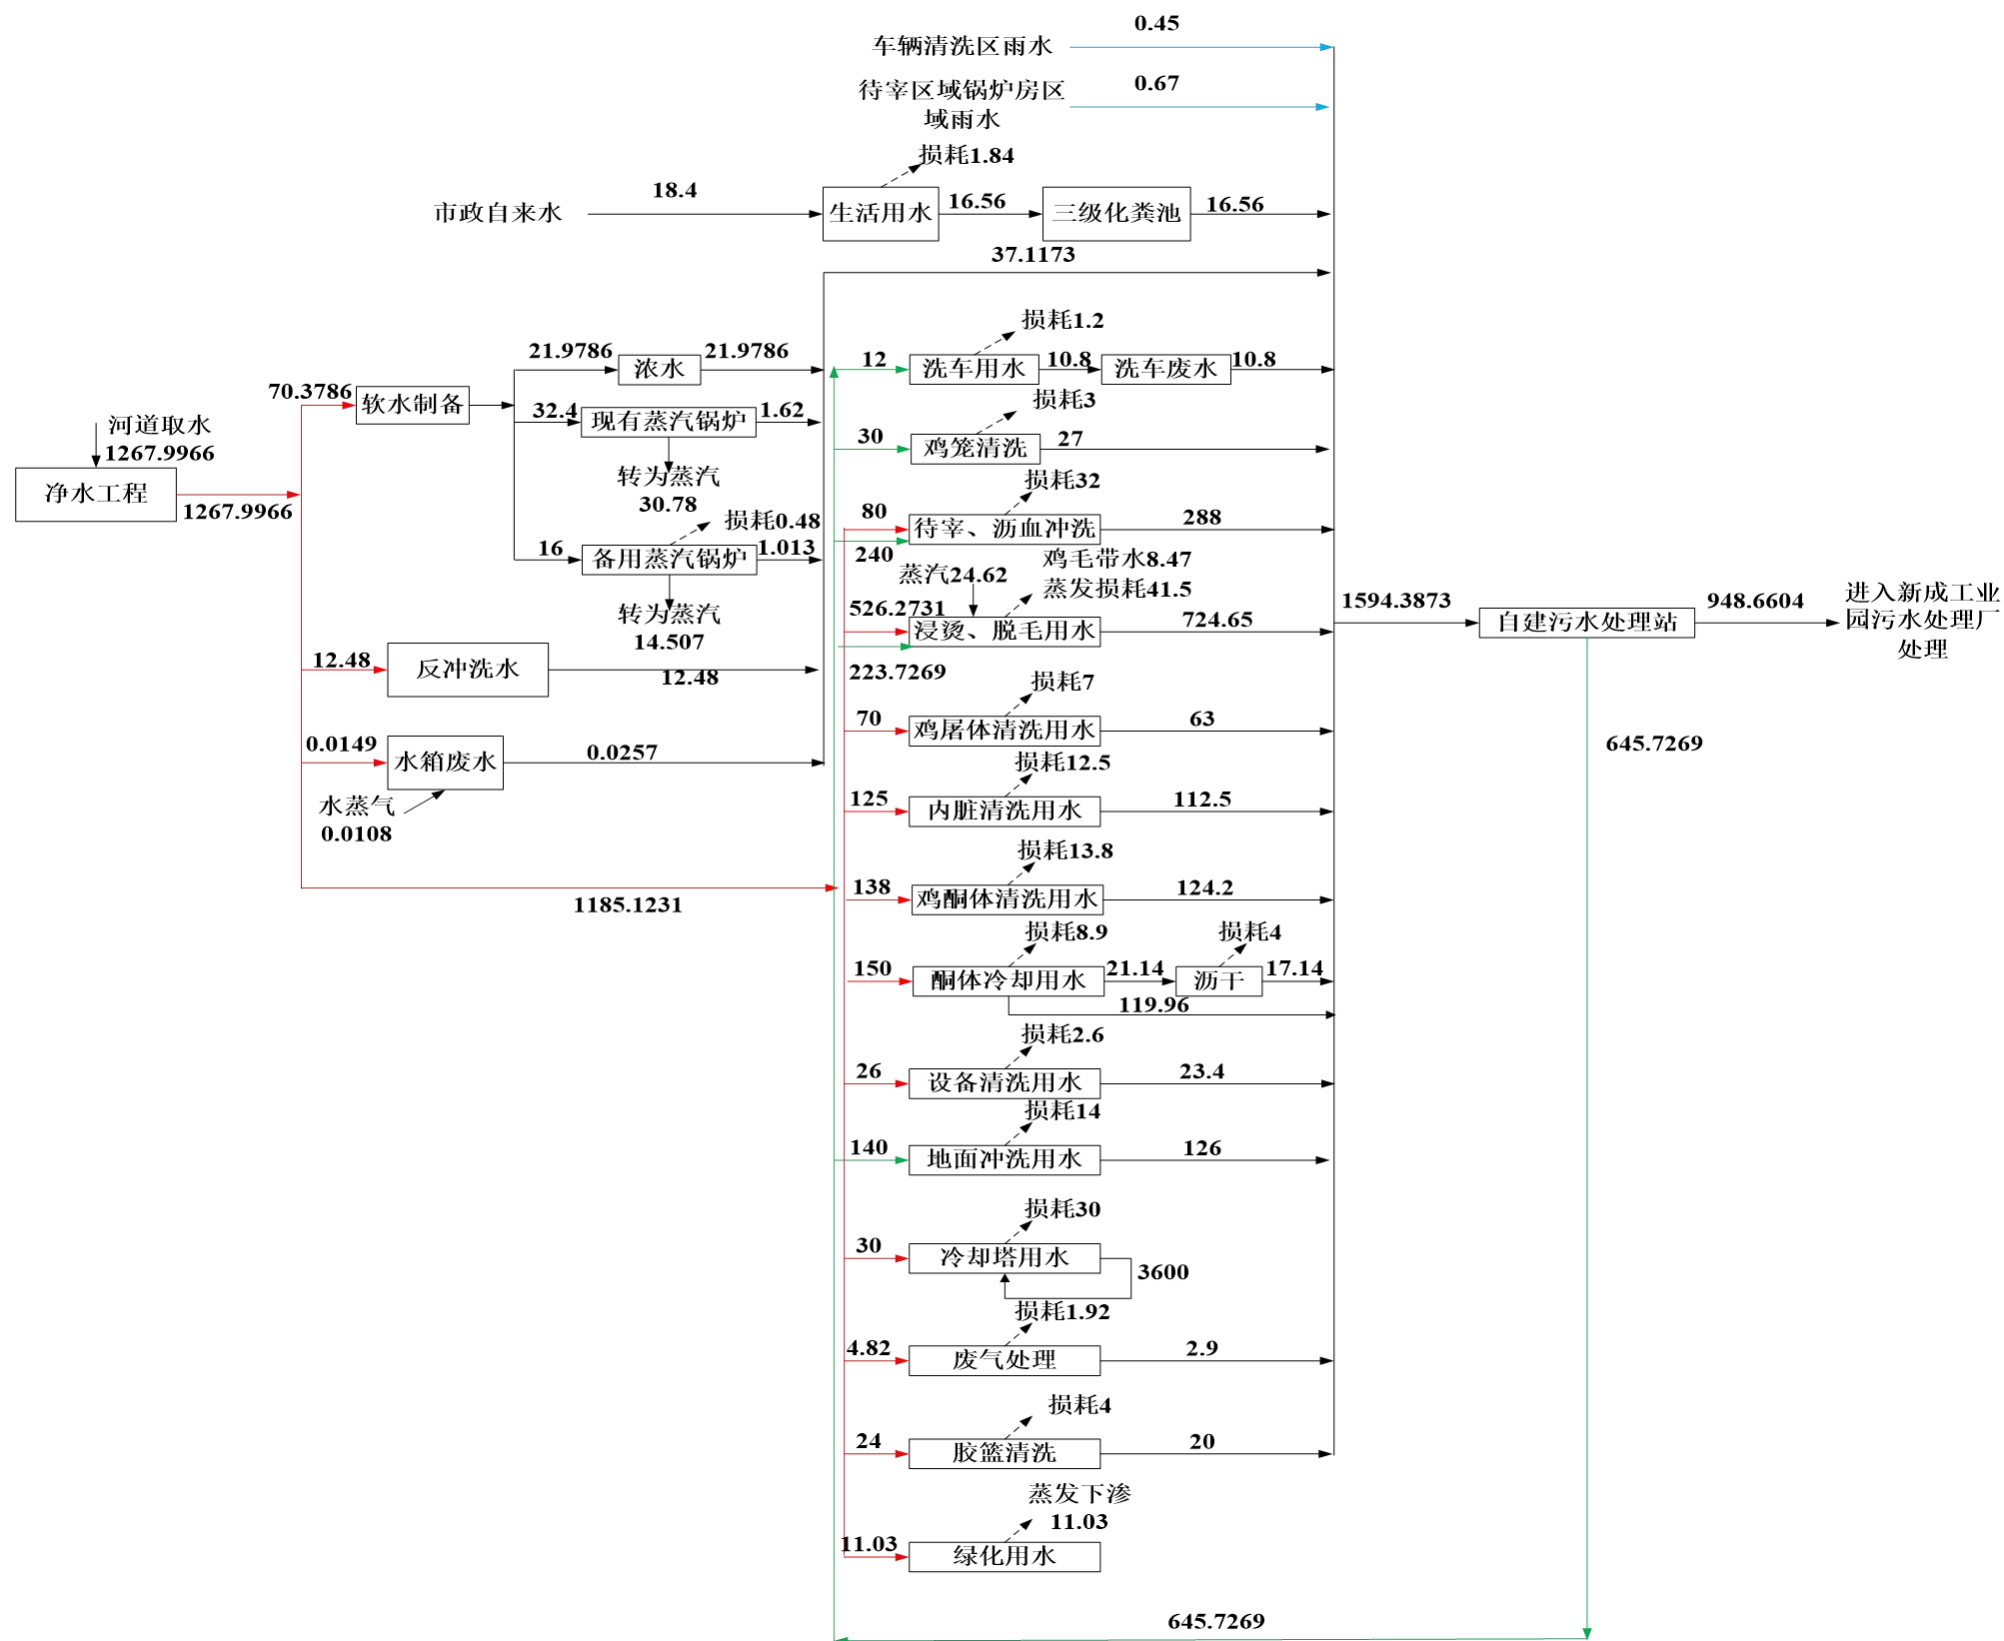 0.45
车辆清洗区雨水
0.67
待宰区域锅炉房区
域雨水
损耗1.84
市政自来水
18.4
生活用水
16.56
三级化粪池
16.56
37.1173
损耗1.2
12
洗车用水
10.8
洗车废水
10.8
21.9786
浓水
21.9786
70.3786
软水制备
32.4
现有蒸汽锅炉
1.62
转为蒸汽
30.78
河道取水
1267.9966
净水工程
1267.9966
损耗0.48
16
备用蒸汽锅炉
1.013
转为蒸汽
14.507
12.48
反冲洗水
12.48
0.0149
水箱废水
0.0257
水蒸气
0.0108
1185.1231
损耗3
30
鸡笼清洗
27
损耗32
80
待宰、沥血冲洗
288
240
鸡毛带水8.47
蒸汽24.62
蒸发损耗41.5
526.2731
浸烫、脱毛用水
724.65
223.7269
1594.3873
自建污水处理站
948.6604
进入新成工业
园污水处理厂
处理
645.7269
损耗7
70
鸡屠体清洗用水
63
损耗12.5
125
内脏清洗用水
112.5
损耗13.8
138
鸡酮体清洗用水
124.2
损耗8.9
损耗4
150
酮体冷却用水
21.14
沥干
17.14
119.96
损耗2.6
26
设备清洗用水
23.4
损耗14
140
地面冲洗用水
126
损耗30
30
冷却塔用水
3600
损耗1.92
4.82
废气处理
2.9
损耗4
24
胶篮清洗
20
蒸发下渗
11.03
11.03
绿化用水
645.7269